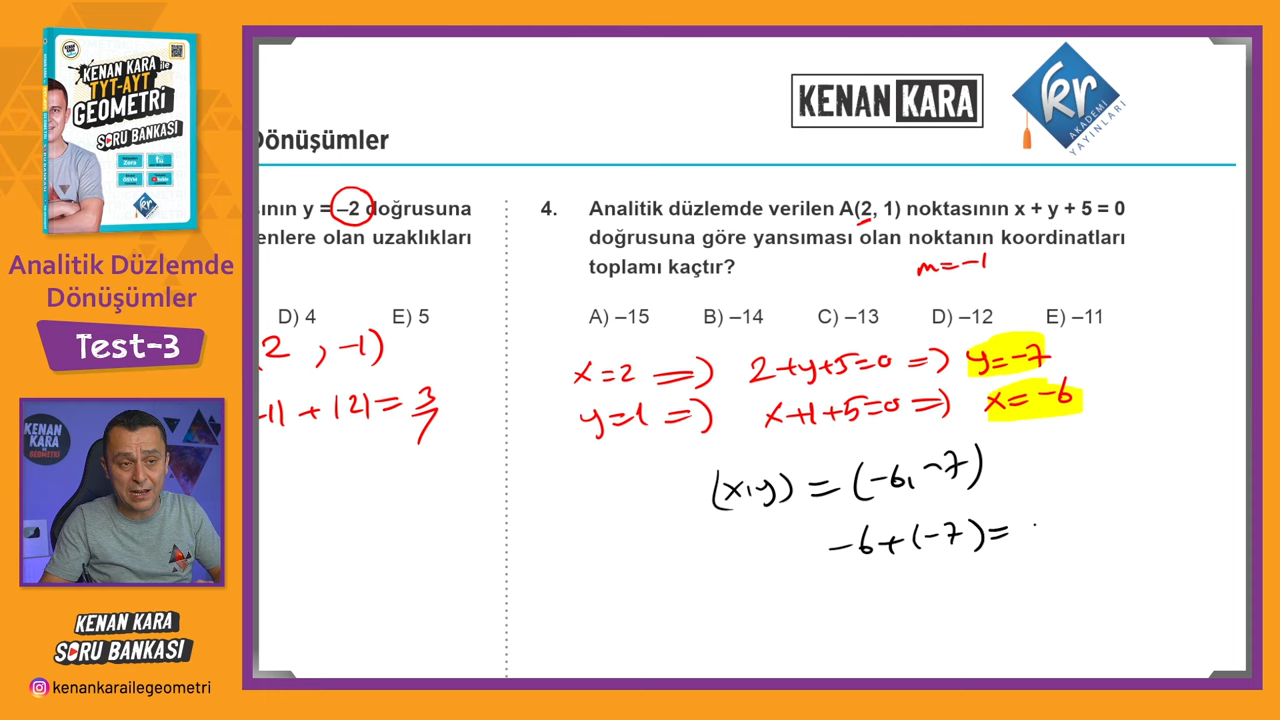 KENAN KARA ile
TYT-AYT
GEOMETRİ
SORU BANKASI
Analitik Düzlemde
Dönüşümler
Test-3
KENAN
KARA
GEOMETRİ
KENAN KARA
SORU BANKASI
kenankarailegeometri
KENAN KARA
kr
AKADEMİ
YAYINLARI
Dönüşümler
ının y = –2 doğrusuna
enlere olan uzaklıkları
D) 4 E) 5
(2 , -1)
-1| + |2| = 3
4. Analitik düzlemde verilen A(2, 1) noktasının x + y + 5 = 0
doğrusuna göre yansıması olan noktanın koordinatları
toplamı kaçtır?
m = -1
A) –15 B) –14 C) –13 D) –12 E) –11
x = 2 => 2+y+5=0 => y=-7
y=1 => x+1+5=0 => x=-6
(x,y) = (-6,-7)
-6+(-7)=